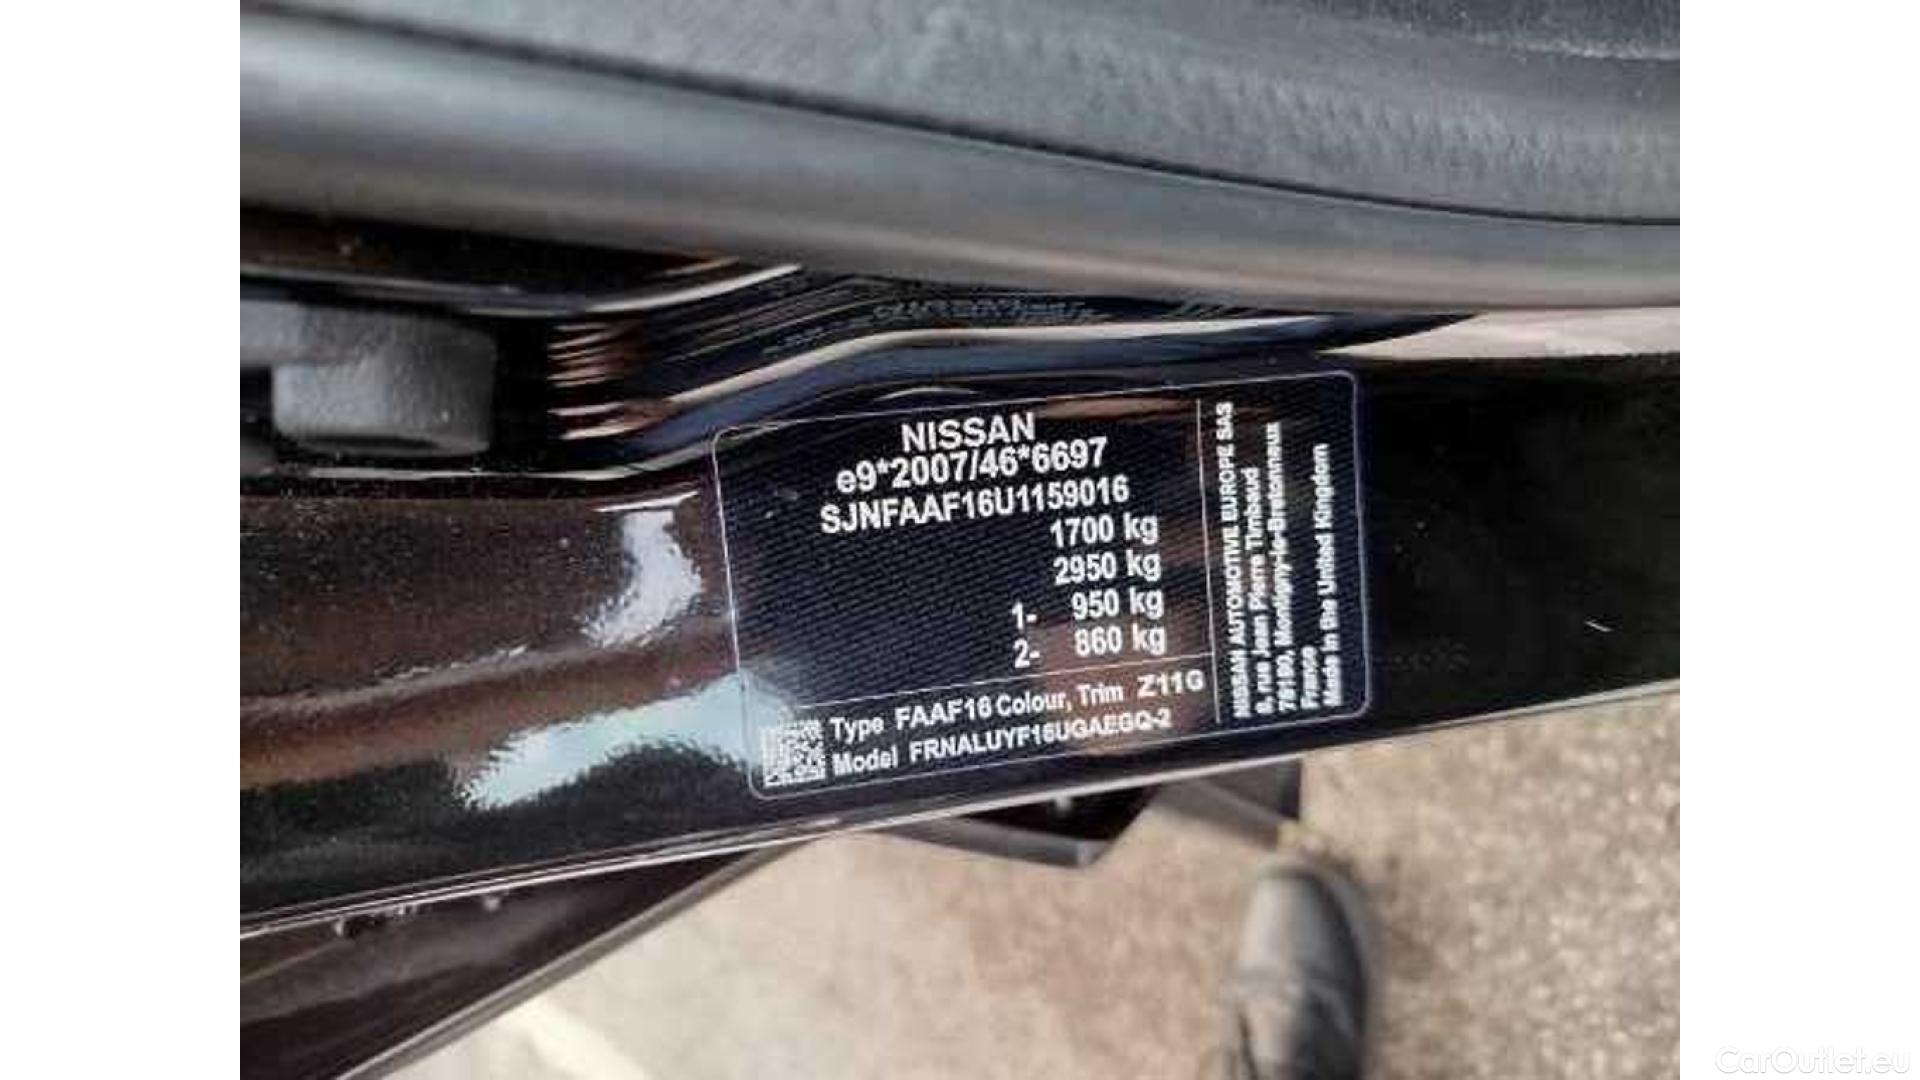 NISSAN
e9*2007/46*6697
SJNFAAF16U1159016
1700 kg
2950 kg
1- 950 kg
2- 860 kg
Type FAAF16 Colour, Trim Z11G
Model FRNALUYF16UGAEGQ-2
NISSAN AUTOMOTIVE EUROPE SAS
8, rue Jean Pierre Timbaud
78180, Montigny-le-Bretonneux
France
Made in the United Kingdom
CarOutlet.eu